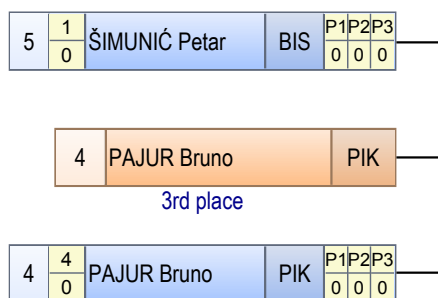 5 1 0 ŠIMUNIĆ Petar BIS P1 P2 P3 0 0 0
4 PAJUR Bruno PIK
3rd place
4 4 0 PAJUR Bruno PIK P1 P2 P3 0 0 0